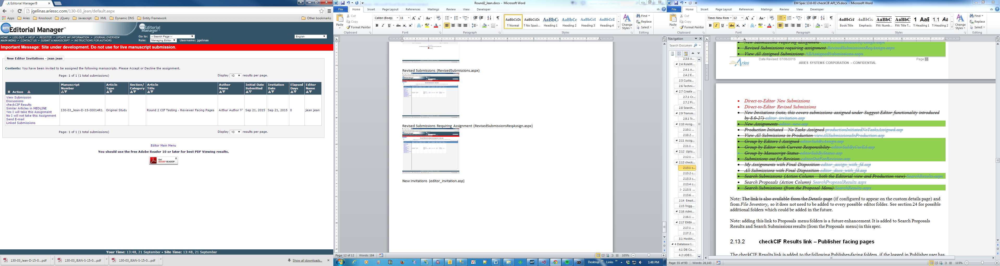 Editorial Manager®
jgelinas.ariessc.com/130-03_jean/default.aspx
Apps Aries Knockout jQuery Javascript XML Dynamic DNS Entity Framework Other bookmarks
em Editorial Manager™
Editorial Manager™
HOME • LOG OUT • HELP • REGISTER • UPDATE MY INFORMATION • JOURNAL OVERVIEW
MAIN MENU • CONTACT US • SUBMIT A MANUSCRIPT • INSTRUCTIONS FOR AUTHORS
Go to: -- Search Page --
Role: Managing Editor Username: jgelinas
English
Important Message: Site under development. Do not use for live manuscript submission.
New Editor Invitations - jean jean
Contents: You have been invited to be assigned the following manuscripts. Please Accept or Decline the assignment.
Page: 1 of 1 (1 total submissions) Display 10 results per page.
Action
Manuscript Number
Article Type
Section/ Category
Article Title
Author Name
Initial Date Submitted
Invitation Date
Elapsed Days
Editor Name
View Submission
Discussions
checkCIF Results
Similar Articles in MEDLINE
Yes I will take this Assignment
No I will not take this Assignment
Send E-mail
Linked Submissions
130-03_Jean-D-15-00014R1 Original Study Round 2 CIF Testing - Reviewer Facing Pages Arthur Author Sep 21, 2015 Sep 21, 2015 0 jean jean
Page: 1 of 1 (1 total submissions) Display 10 results per page.
Editor Main Menu
You should use the free Adobe Reader 10 or later for best PDF Viewing results.
Get ADOBE® READER®
Your Time: 13:48, 21 September • Site Time: 13:48, 21 September
130-03_Jean-D-15-0....pdf 130-03_JEAN-S-15-0....pdf 130-03_JEAN-S-15-0....pdf Show all downloads...
Round2_Jean.docx - Microsoft Word
File Home Insert Page Layout References Mailings Review View Developer
Paste Cut Copy Format Painter
Calibri (Body) 11
Normal No Spaci... Heading 1 Heading 2 Heading 3 Heading 4
Change Styles
Find Replace Select
Clipboard Font Paragraph Styles Editing
Revised Submissions (RevisedSubmissions.aspx)
Revised Submissions Requiring Assignment (RevisedSubmissionsReqAssign.aspx)
New Invitations (editor_invitation.asp)
Page: 12 of 12 Words: 184 105%
Desktop Links 1:48 PM
EM Spec 13.0-03 checkCIF API_V5.docx - Microsoft Word
File Home Insert Page Layout References Mailings Review View Developer
Paste Cut Copy Format Painter
Times New Rom 12
Book Title Emphasis FM: Numb... FM: Title T... Heading 1 Heading 2
Change Styles
Find Replace Select
Clipboard Font Paragraph Styles Editing
Navigation
Search Documen
2.3.6 A...
2.4 RoleM...
2.4.1 A...
2.4.2 E...
2.5 Custo...
2.6 Techni...
2.7 Create ...
2.7.1 Cr...
2.7.2 Fi...
2.8 Search...
2.9 Transm...
2.9.1 Tr...
2.10 Assig...
2.10.1 ...
2.10.2 ...
2.11 Assig...
2.11.1 ...
2.12 Uplo...
2.12.1 ...
2.13 check...
2.13.1 c...
2.13.2 c...
2.13.3 c...
2.13.4 c...
2.13.5 ...
2.13.6 ...
2.14 Email...
2.15 Trigg...
2.16 Admi...
2.16.1 ...
2.17 EMIA ...
2.17.1 ...
2.17.2 ...
3.1 Hostin...
4 Database I...
4.1 DB Co...
4.2 UDB I...
New Submissions requiring assignment NewSubmissionsReqAssign.aspx
Revised Submissions requiring assignment RevisedSubmissionsReqAssign.aspx
View All Assigned Submissions AllAssignedSubmissions.aspx
Aries Date Revised: 07/06/2015 Page 55
ARIES SYSTEMS CORPORATION – CONFIDENTIAL
Direct-to-Editor New Submissions
Direct-to-Editor Revised Submissions
New Invitations (note, this covers submissions assigned under Suggest Editor functionality introduced
by 8.0-27) editor_invitation.asp
New Assignments editor_new.asp
Production Initiated – No Tasks Assigned productionInitiatedNoTasksAssigned.asp
View All Submissions in Production viewAllSubmissionsInProduction.asp
Group by Editors I Assigned editorSubByAssign.asp
Group by Editor with Current Responsibility editorSubByCurEd.asp
Group by Manuscript Status editorSubByStatus.asp
Submissions out for Revision editorOutForRevision.asp
My Assignments with Final Disposition editor_assign_with_fd.asp
All Submissions with Final Disposition editor_docs_with_fd.asp
Search Submissions (Action Column – both the Editorial view and Production view) SearchResults.aspx
Search Proposals (Action Column) SearchProposalResults.aspx
Search Submissions (from the Proposal Menu) SearchResults.aspx
Note: The link is also available from the Details page (if configured to appear on the custom details page) and
from File Inventory, so it does not need to be added to every possible editor folder. See section 24 for possible
additional folders which could be added in the future.
Note: adding this link to Proposals menu folders is a future enhancement. It is added to Search Proposals
Results and Search Submissions results (from the Proposals menu) in this spec.
2.13.2 checkCIF Results link – Publisher facing pages
The checkCIF Results link is added to the following Publisher-facing folders, if the logged in Publisher user has
Page: 55 of 93 Words: 24,143 115%